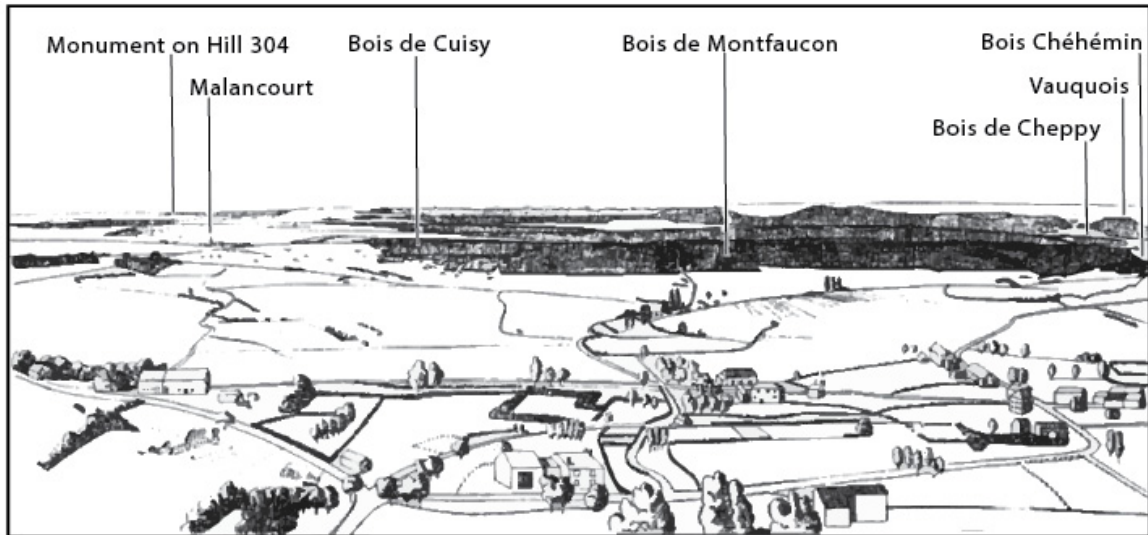 Monument on Hill 304
Bois de Cuisy
Bois de Montfaucon
Bois Chéhémin
Malancourt
Vauquois
Bois de Cheppy